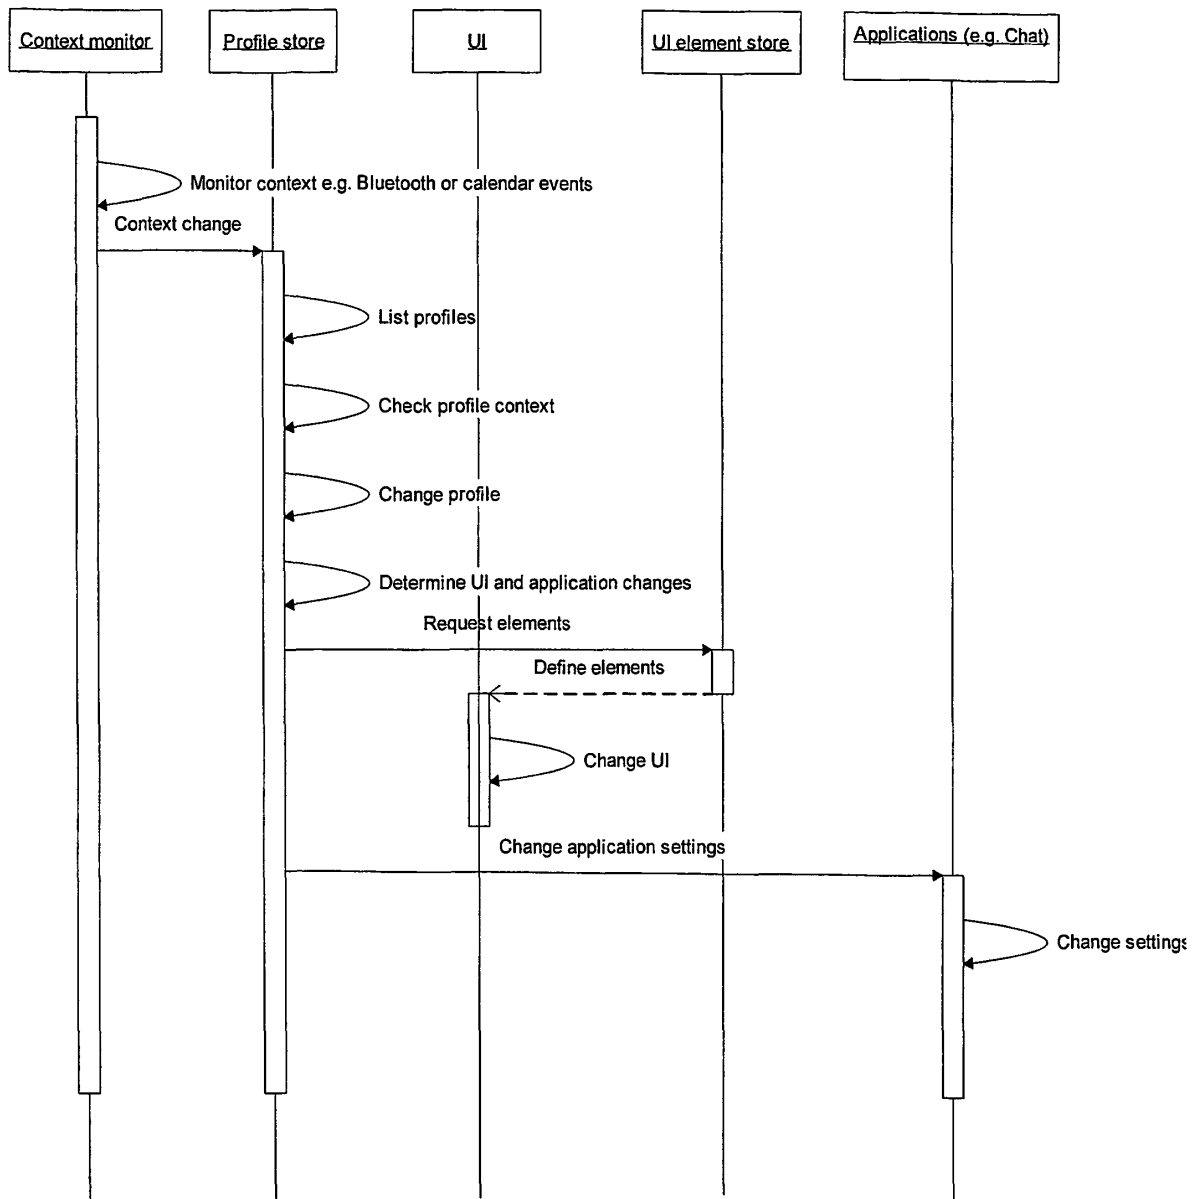 Context monitor
Profile store
UI
UI element store
Applications (e.g. Chat)
Monitor context e.g. Bluetooth or calendar events
Context change
List profiles
Check profile context
Change profile
Determine UI and application changes
Request elements
Define elements
Change UI
Change application settings
Change settings